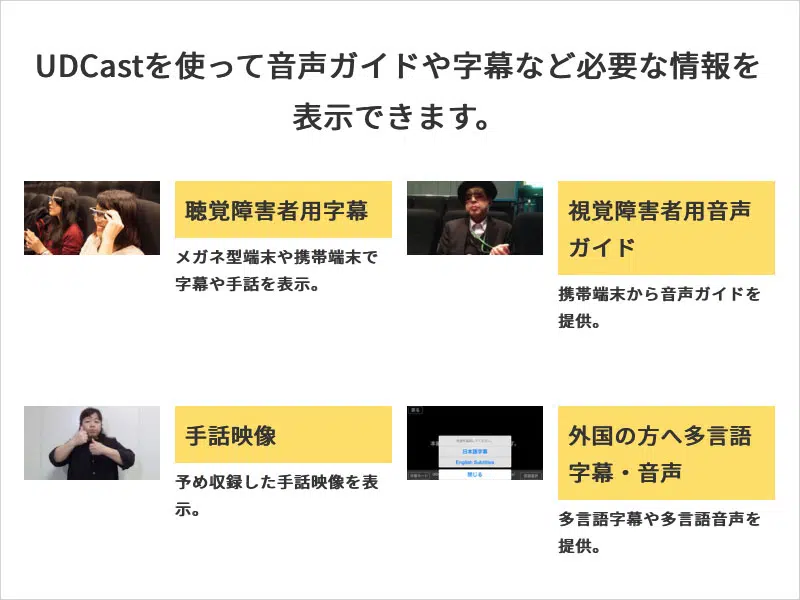 UDCastを使って音声ガイドや字幕など必要な情報を
表示できます。
聴覚障害者用字幕
メガネ型端末や携帯端末で
字幕や手話を表示。
視覚障害者用音声
ガイド
携帯端末から音声ガイドを
提供。
手話映像
予め収録した手話映像を表
示。
戻る
日本語字幕
English Subtitles
閉じる
外国の方へ多言語
字幕・音声
多言語字幕や多言語音声を
提供。